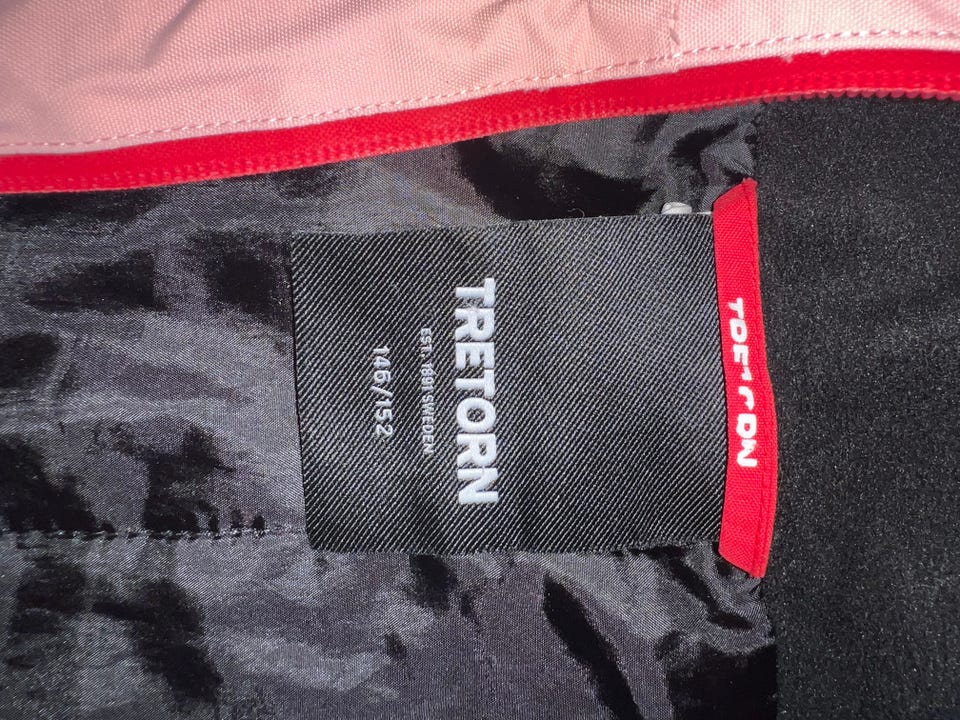 TRETORN
EST. 1891 SWEDEN
146/152
TRETORN